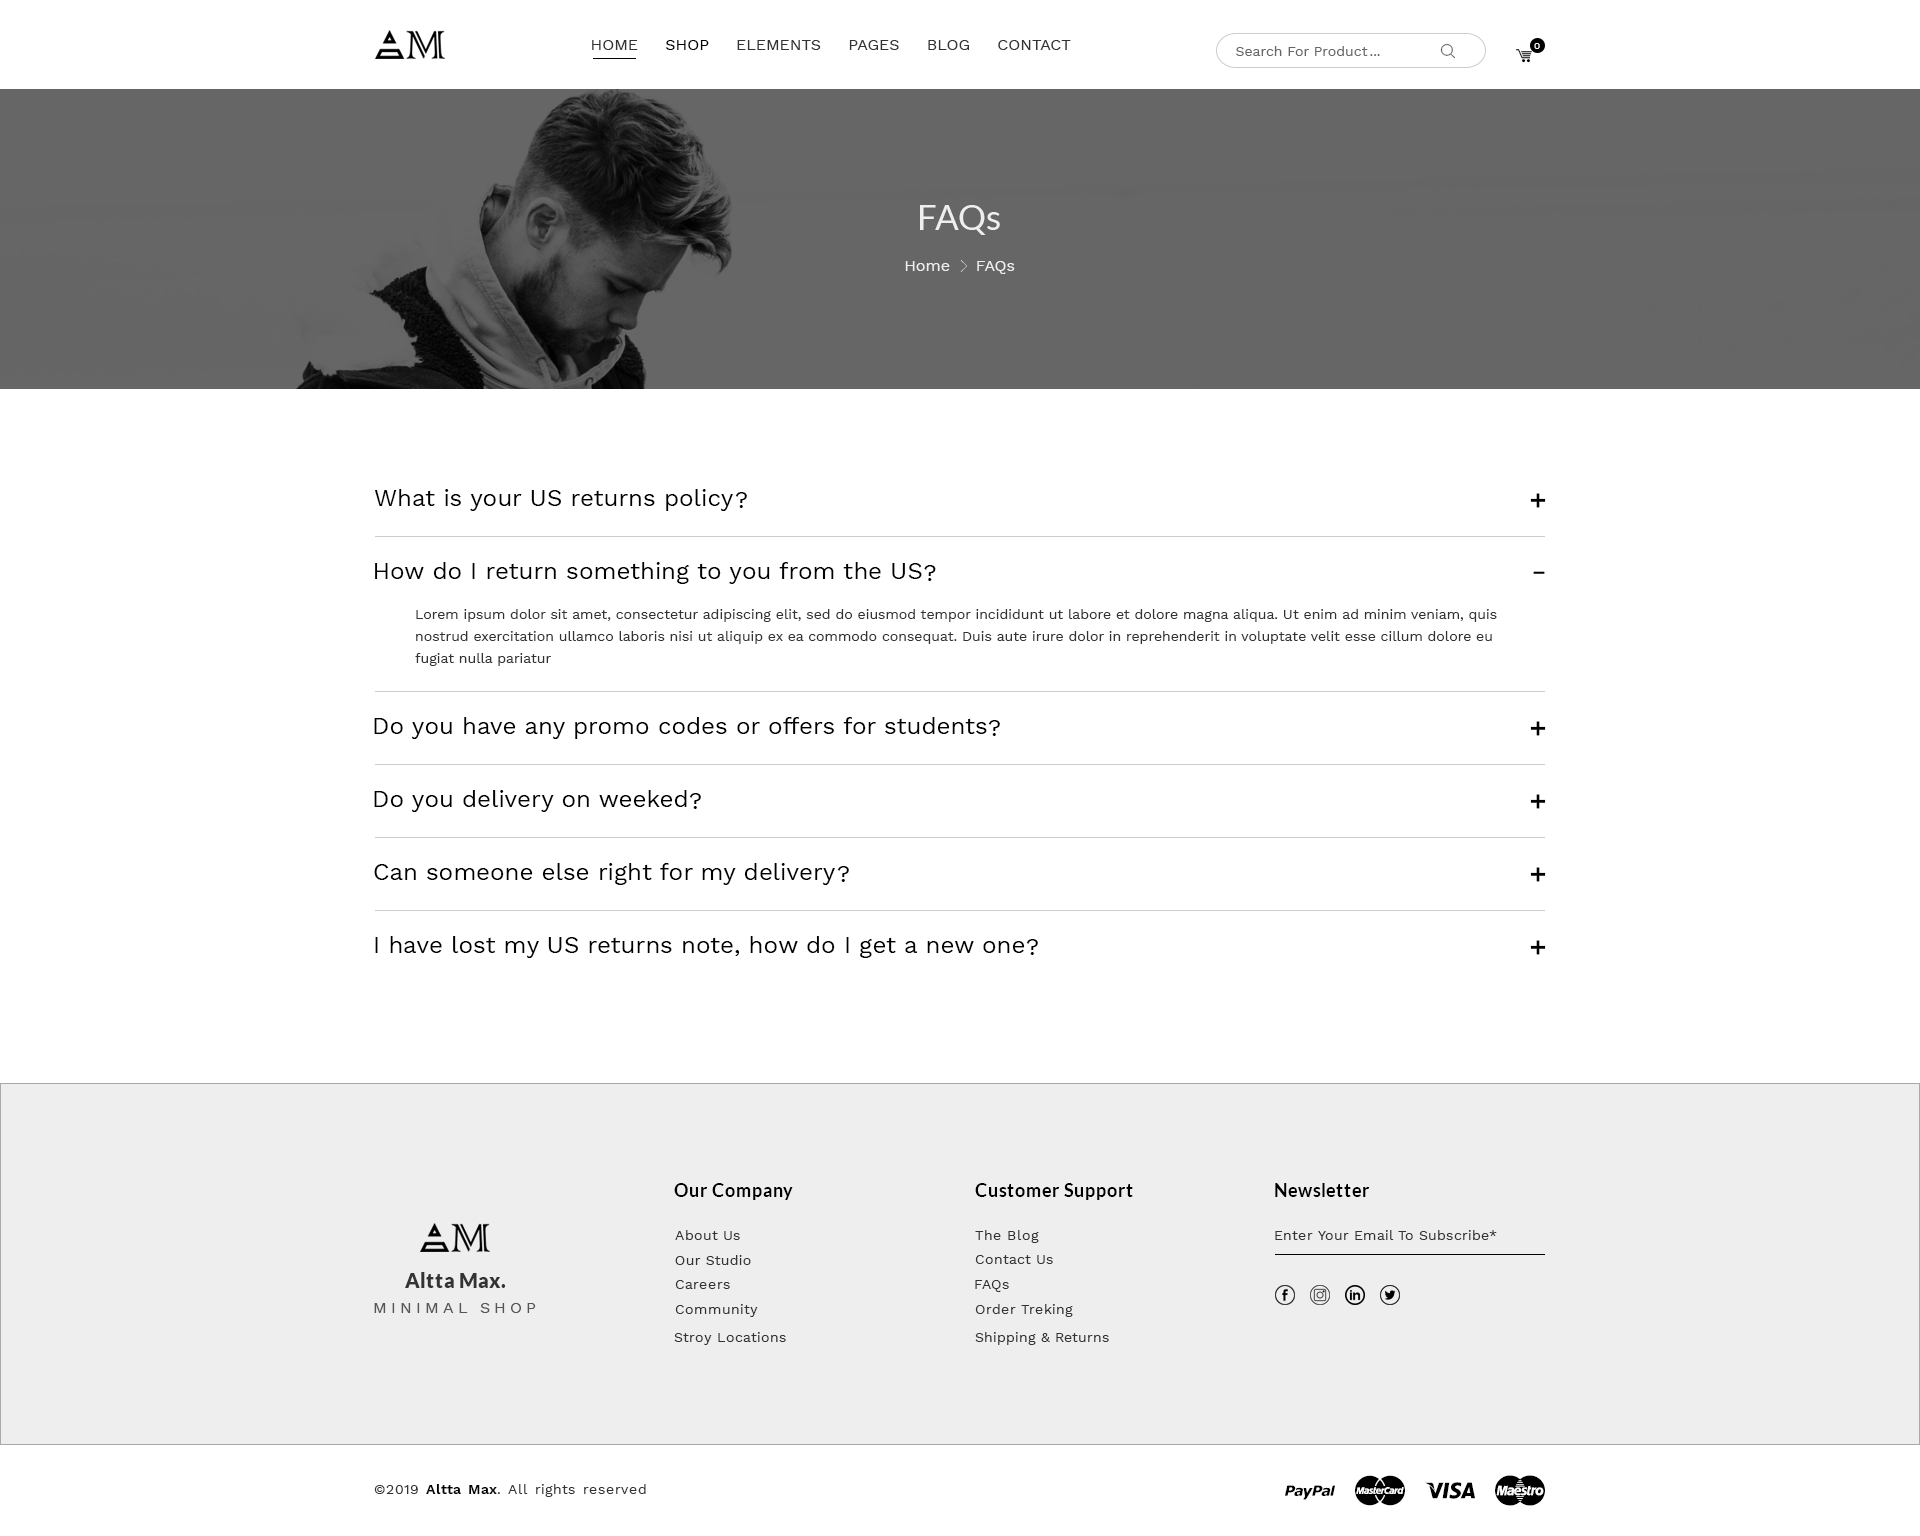 AM
HOME SHOP ELEMENTS PAGES BLOG CONTACT
Search For Product...
0
FAQs
Home > FAQs
What is your US returns policy?
How do I return something to you from the US?
Lorem ipsum dolor sit amet, consectetur adipiscing elit, sed do eiusmod tempor incididunt ut labore et dolore magna aliqua. Ut enim ad minim veniam, quis
nostrud exercitation ullamco laboris nisi ut aliquip ex ea commodo consequat. Duis aute irure dolor in reprehenderit in voluptate velit esse cillum dolore eu
fugiat nulla pariatur
Do you have any promo codes or offers for students?
Do you delivery on weeked?
Can someone else right for my delivery?
I have lost my US returns note, how do I get a new one?
AM
Altta Max.
MINIMAL SHOP
Our Company
About Us
Our Studio
Careers
Community
Stroy Locations
Customer Support
The Blog
Contact Us
FAQs
Order Treking
Shipping & Returns
Newsletter
Enter Your Email To Subscribe*
f in
©2019 Altta Max. All rights reserved
PayPal MasterCard VISA Maestro